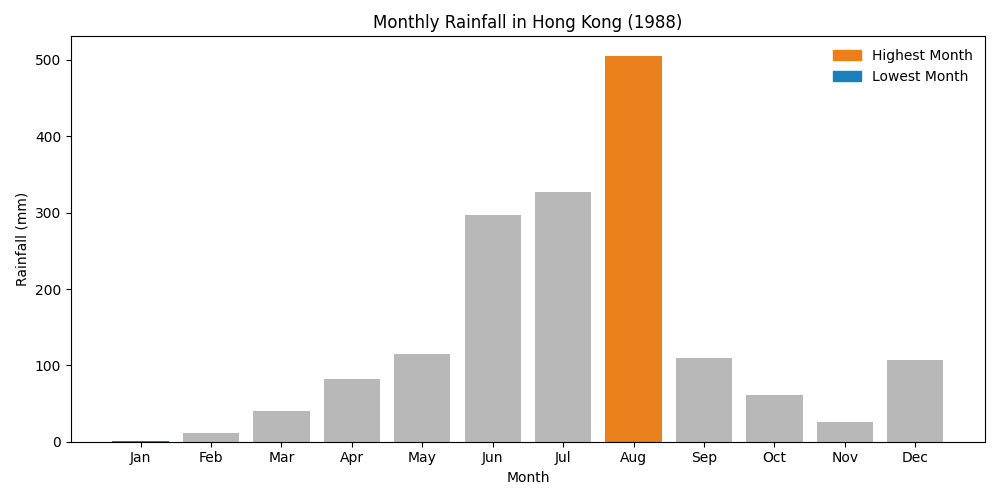 Monthly Rainfall in Hong Kong (1988)
Highest Month
Lowest Month
Rainfall (mm)
500
400
300
200
100
0
Jan Feb Mar Apr May Jun Jul Aug Sep Oct Nov Dec
Month